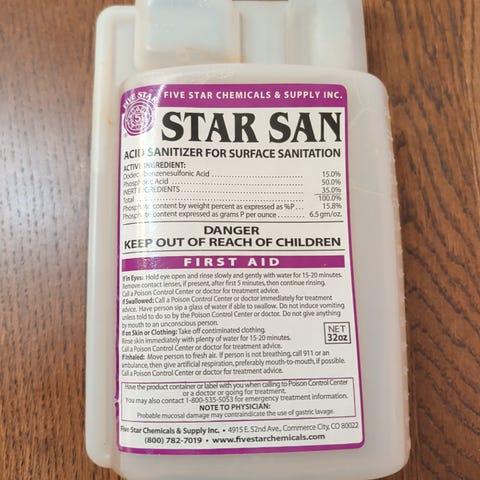 FIVE STAR
5
FIVE STAR CHEMICALS & SUPPLY INC.
STAR SAN
ACID SANITIZER FOR SURFACE SANITATION
ACTIVE INGREDIENT:
Dodecylbenzenesulfonic Acid .................. 15.0%
Phosphoric Acid .................. 50.0%
INERT INGREDIENTS .................. 35.0%
Total .................. 100.0%
Phosphate content by weight percent as expressed as %P... 15.8%
Phosphate content expressed as grams P per ounce ....... 6.5 gm/oz.
DANGER
KEEP OUT OF REACH OF CHILDREN
FIRST AID
If in Eyes: Hold eye open and rinse slowly and gently with water for 15-20 minutes.
Remove contact lenses, if present, after first 5 minutes, then continue rinsing.
Call a Poison Control Center or doctor for treatment advice.
If Swallowed: Call a Poison Control Center or doctor immediately for treatment
advice. Have person sip a glass of water if able to swallow. Do not induce vomiting
unless told to do so by the Poison Control Center or doctor. Do not give anything
by mouth to an unconscious person.
If on Skin or Clothing: Take off contiminated clothing.
Rinse skin immediately with plenty of water for 15-20 minutes.
Call a Poison Control Center or doctor for treatment advice.
If Inhaled: Move person to fresh air. If person is not breathing, call 911 or an
ambulance, then give artificial respiration, preferably mouth-to-mouth, if possible.
Call a Poison Control Center or doctor for treatment advice.
NET
32oz
Have the product container or label with you when calling to Poison Control Center
or a doctor or going for treatment.
You may also contact 1-800-535-5053 for emergency treatment information.
NOTE TO PHYSICIAN:
Probable mucosal damage may contraindicate the use of gastric lavage.
Five Star Chemicals & Supply Inc. • 4915 E. 52nd Ave., Commerce City, CO 80022
(800) 782-7019 • www.fivestarchemicals.com